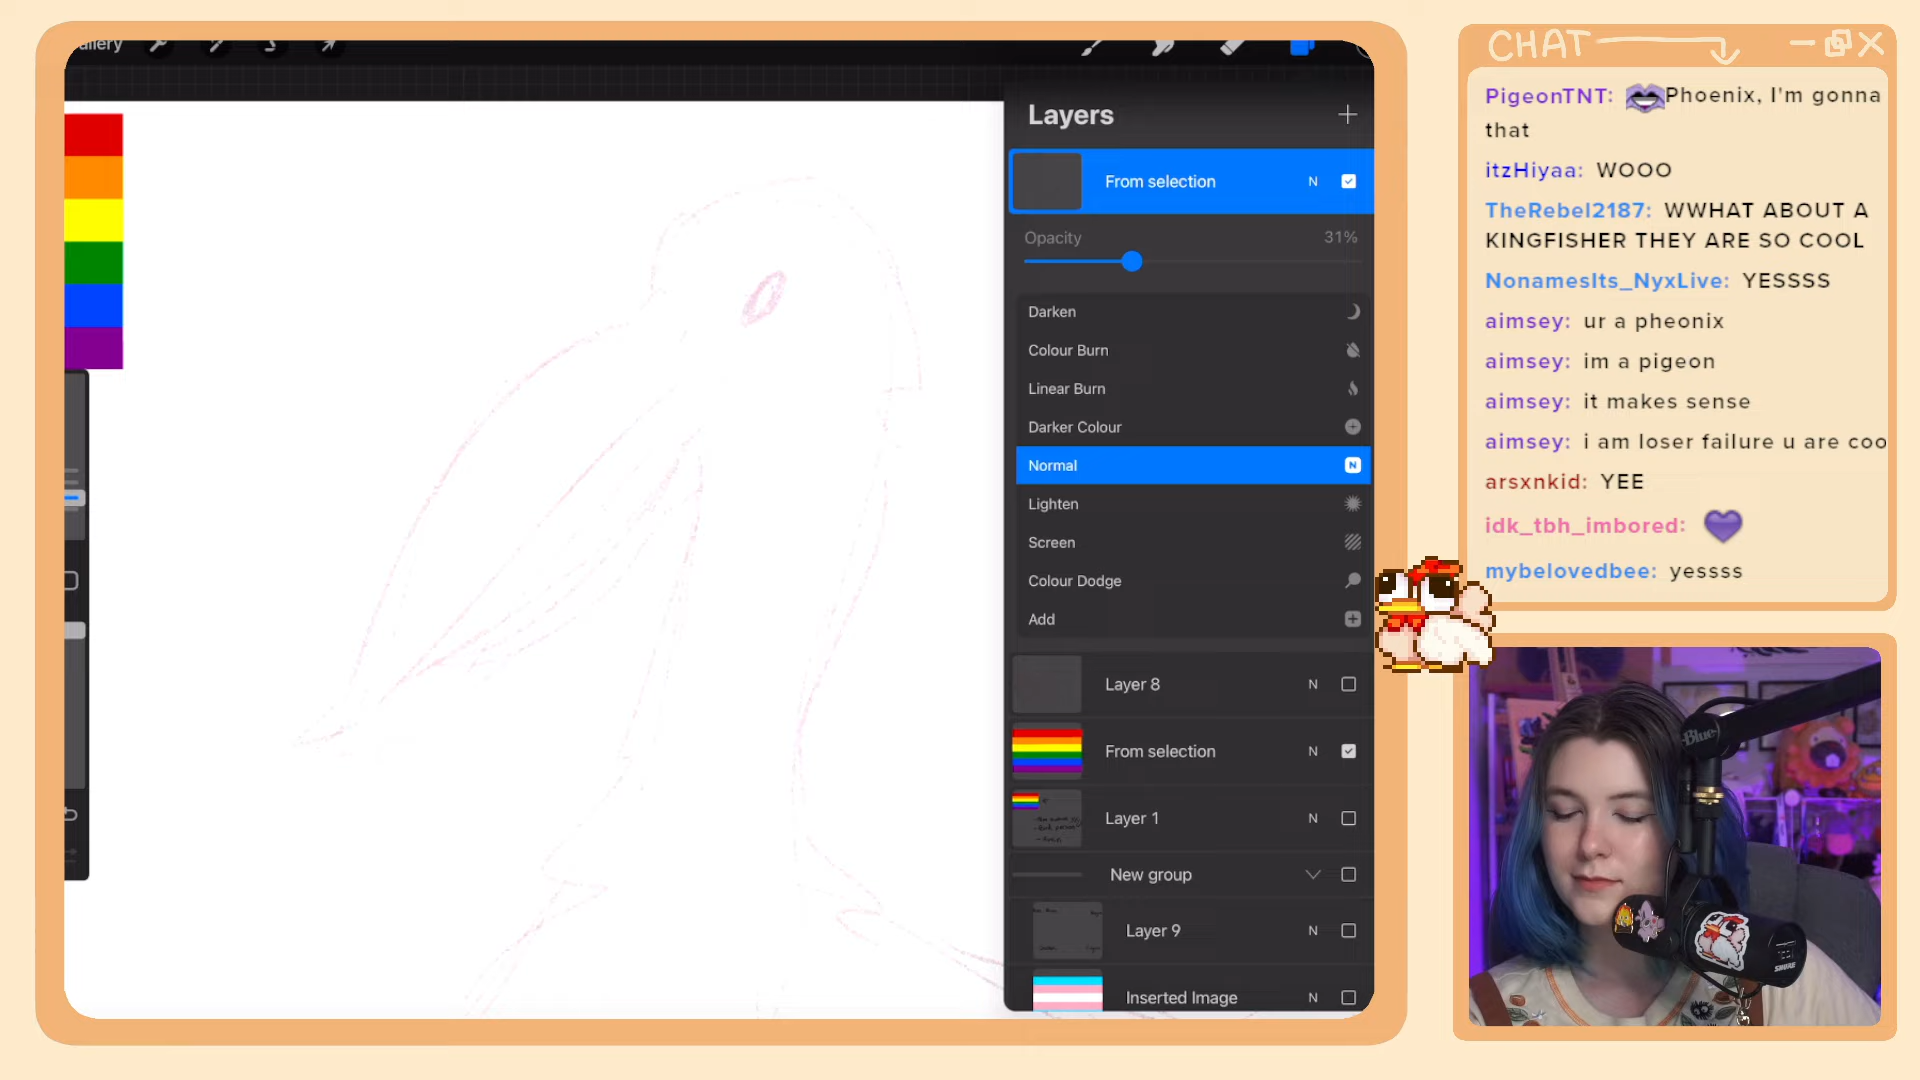 allery
Layers
From selection N
Opacity 31%
Darken
Colour Burn
Linear Burn
Darker Colour
Normal N
Lighten
Screen
Colour Dodge
Add
Layer 8 N
From selection N
Layer 1 N
New group
Layer 9 N
Inserted Image N
CHAT
PigeonTNT: Phoenix, I'm gonna
that
itzHiyaa: WOOO
TheRebel2187: WWHAT ABOUT A
KINGFISHER THEY ARE SO COOL
NonamesIts_NyxLive: YESSSS
aimsey: ur a pheonix
aimsey: im a pigeon
aimsey: it makes sense
aimsey: i am loser failure u are coo
arsxnkid: YEE
idk_tbh_imbored:
mybelovedbee: yessss
Blue
SHURE